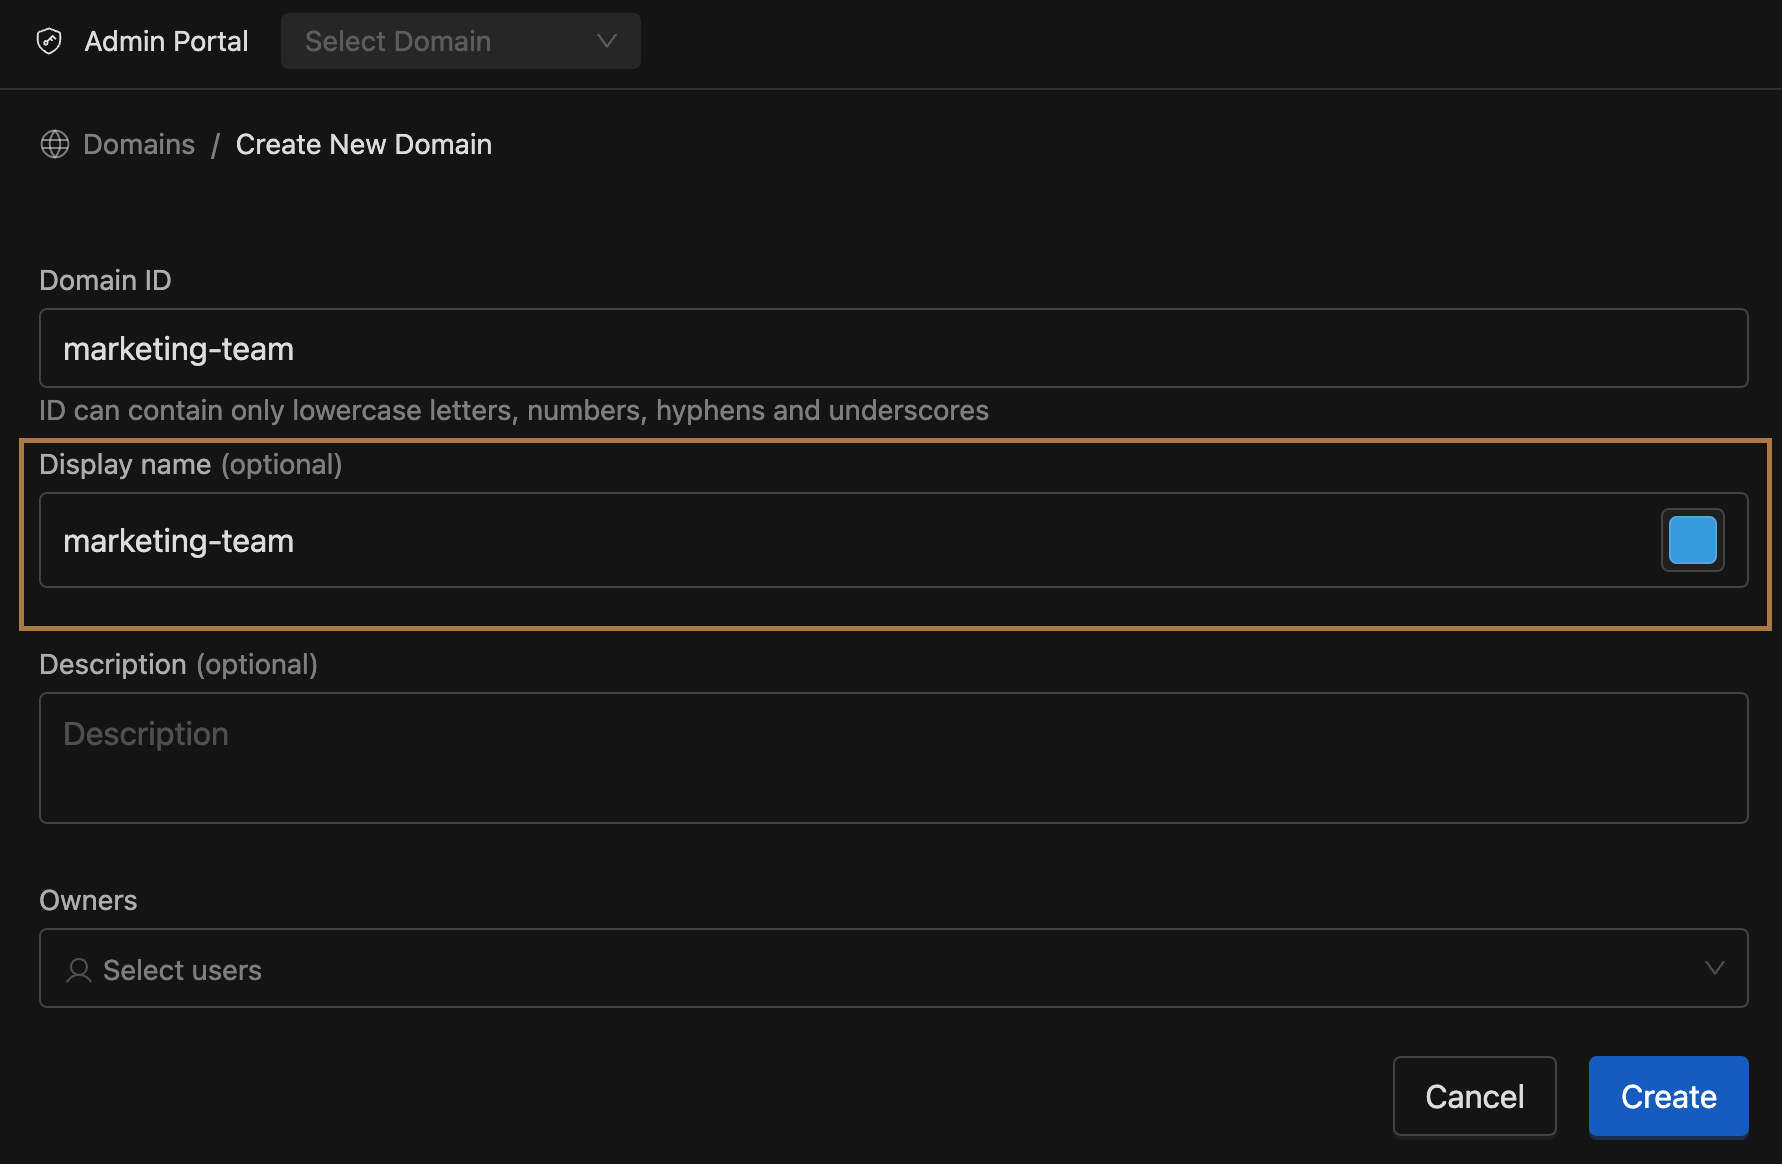 Admin Portal Select Domain
Domains / Create New Domain
Domain ID
marketing-team
ID can contain only lowercase letters, numbers, hyphens and underscores
Display name (optional)
marketing-team
Description (optional)
Description
Owners
Select users
Cancel Create